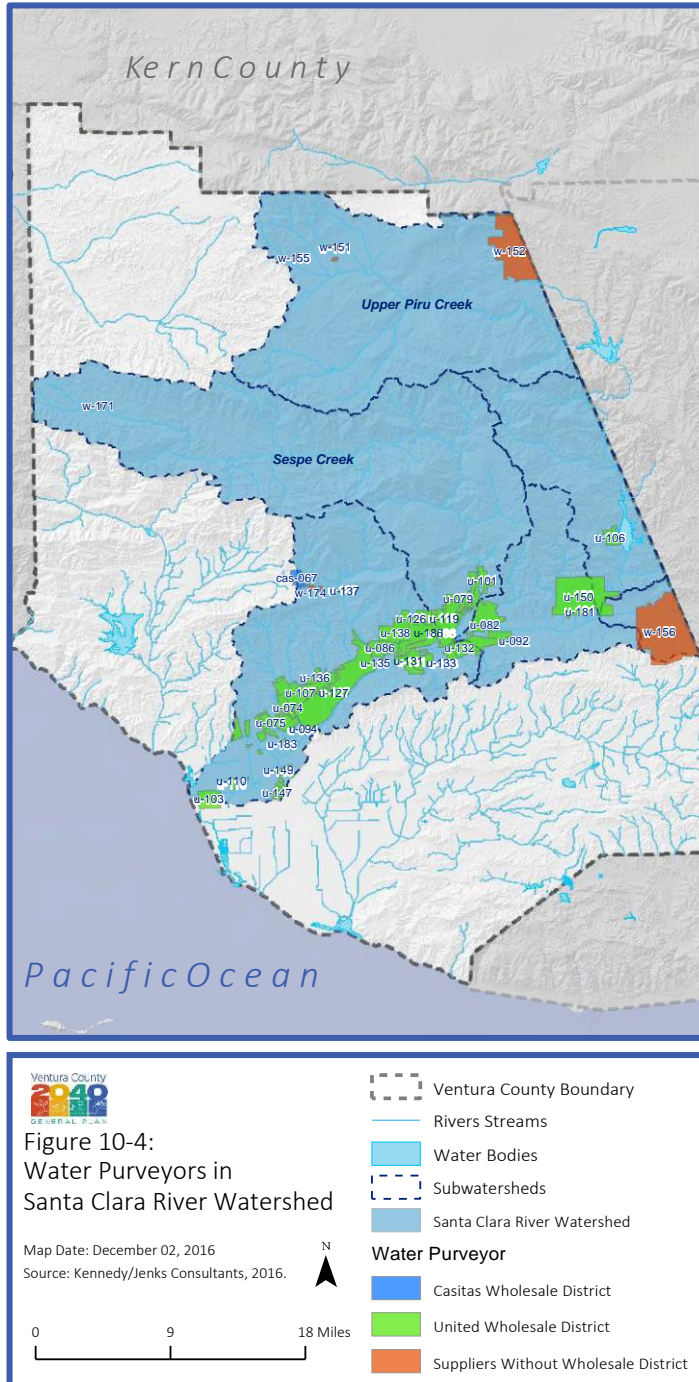 Kern County
w-151
w-155
w-152
Upper Piru Creek
w-171
Sespe Creek
u-106
cas-067
w-174
u-137
u-101
u-079
u-150
u-181
u-126
u-119
u-082
w-156
u-138
u-186
u-092
u-086
u-132
u-135
u-131
u-133
u-136
u-107
u-127
u-074
u-075
u-094
u-183
u-149
u-110
u-147
u-103
Pacific Ocean
Ventura County
2040
GENERAL PLAN
Figure 10-4:
Water Purveyors in
Santa Clara River Watershed
Map Date: December 02, 2016
Source: Kennedy/Jenks Consultants, 2016.
N
0 9 18 Miles
Ventura County Boundary
Rivers Streams
Water Bodies
Subwatersheds
Santa Clara River Watershed
Water Purveyor
Casitas Wholesale District
United Wholesale District
Suppliers Without Wholesale District